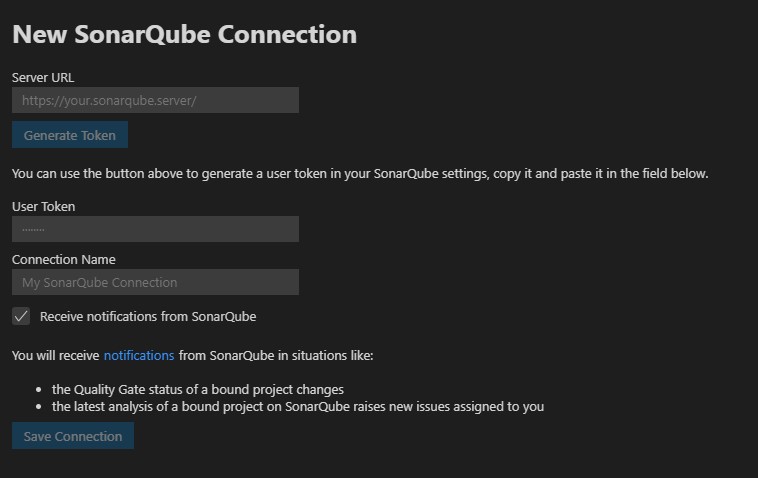 New SonarQube Connection
Server URL
https://your.sonarqube.server/
Generate Token
You can use the button above to generate a user token in your SonarQube settings, copy it and paste it in the field below.
User Token
········
Connection Name
My SonarQube Connection
Receive notifications from SonarQube
You will receive notifications from SonarQube in situations like:
• the Quality Gate status of a bound project changes
• the latest analysis of a bound project on SonarQube raises new issues assigned to you
Save Connection